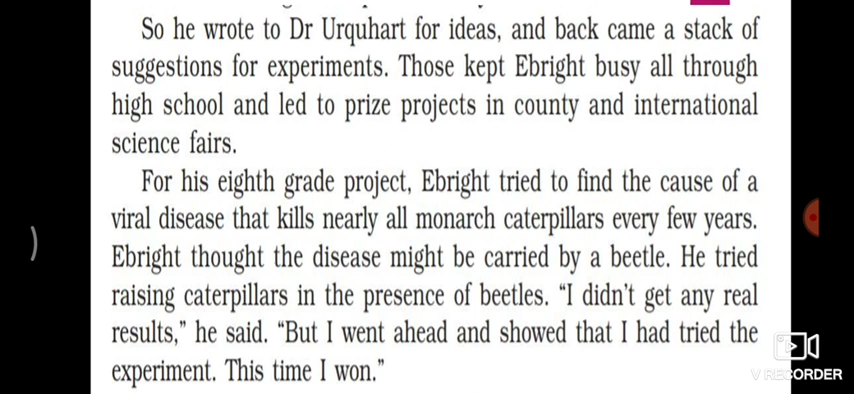 So he wrote to Dr Urquhart for ideas, and back came a stack of
suggestions for experiments. Those kept Ebright busy all through
high school and led to prize projects in county and international
science fairs.
For his eighth grade project, Ebright tried to find the cause of a
viral disease that kills nearly all monarch caterpillars every few years.
Ebright thought the disease might be carried by a beetle. He tried
raising caterpillars in the presence of beetles. “I didn’t get any real
results,” he said. “But I went ahead and showed that I had tried the
experiment. This time I won.”
V RECORDER